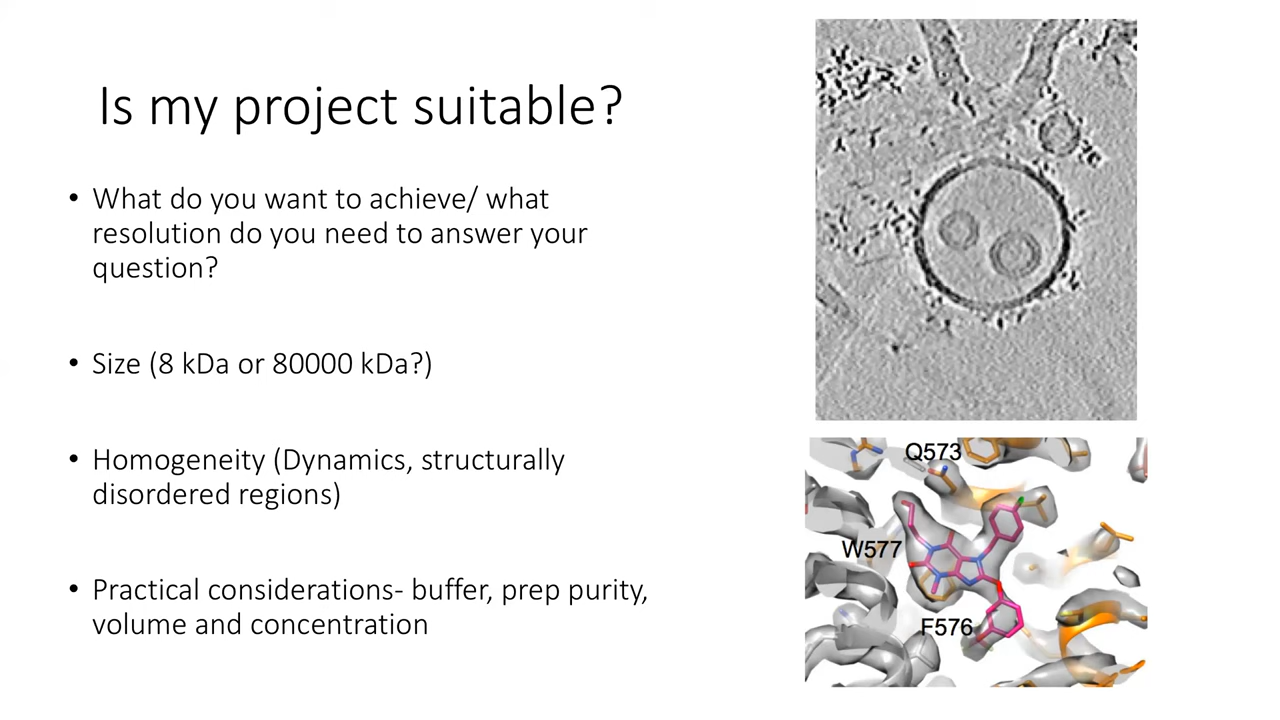 Is my project suitable?
• What do you want to achieve/ what
resolution do you need to answer your
question?
• Size (8 kDa or 80000 kDa?)
• Homogeneity (Dynamics, structurally
disordered regions)
• Practical considerations- buffer, prep purity,
volume and concentration
Q573
W577
F576